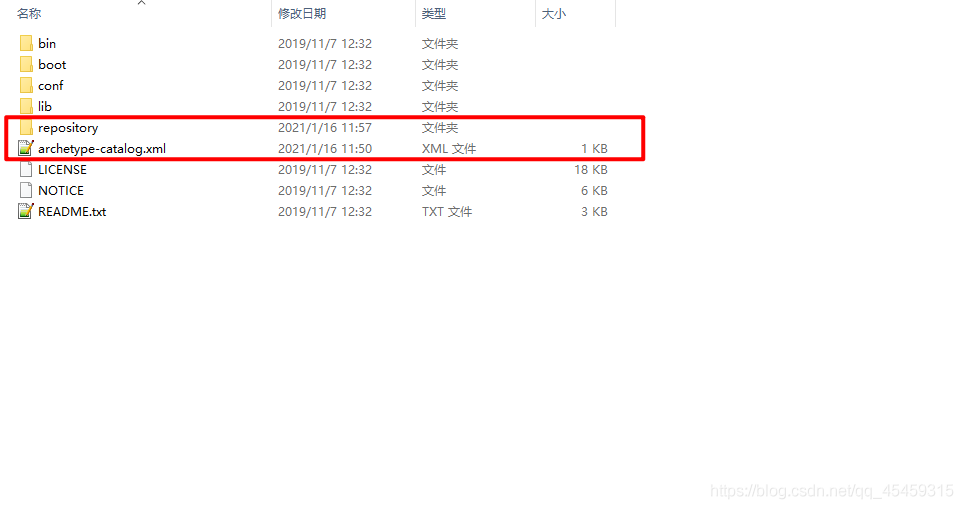 名称 修改日期 类型 大小
bin 2019/11/7 12:32 文件夹
boot 2019/11/7 12:32 文件夹
conf 2019/11/7 12:32 文件夹
lib 2019/11/7 12:32 文件夹
repository 2021/1/16 11:57 文件夹
archetype-catalog.xml 2021/1/16 11:50 XML 文件 1 KB
LICENSE 2019/11/7 12:32 文件 18 KB
NOTICE 2019/11/7 12:32 文件 6 KB
README.txt 2019/11/7 12:32 TXT 文件 3 KB
https://blog.csdn.net/qq_45459315